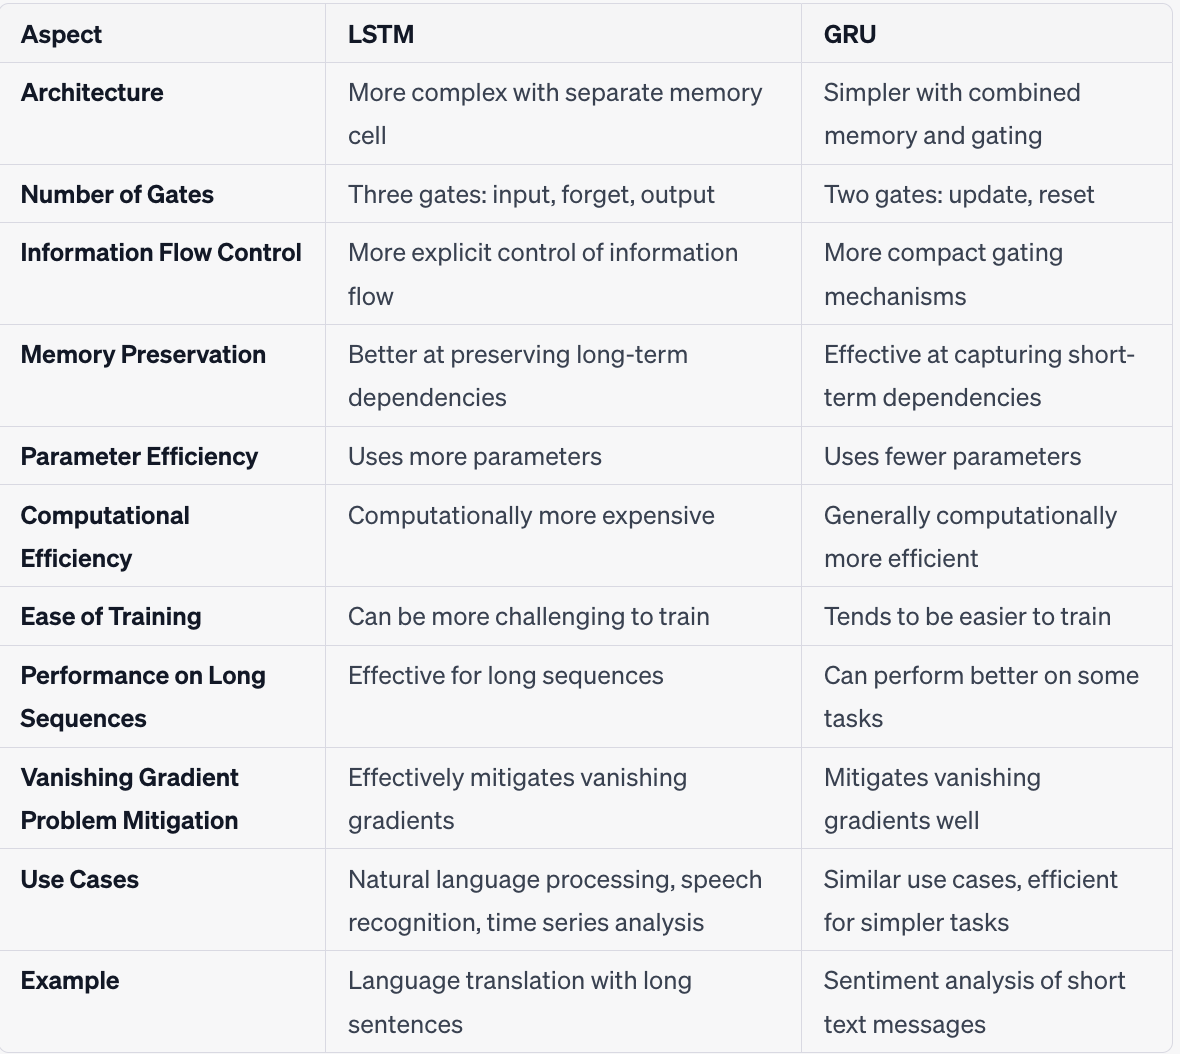 Aspect LSTM GRU
Architecture More complex with separate memory Simpler with combined
cell memory and gating
Number of Gates Three gates: input, forget, output Two gates: update, reset
Information Flow Control More explicit control of information More compact gating
flow mechanisms
Memory Preservation Better at preserving long-term Effective at capturing short-
dependencies term dependencies
Parameter Efficiency Uses more parameters Uses fewer parameters
Computational Computationally more expensive Generally computationally
Efficiency more efficient
Ease of Training Can be more challenging to train Tends to be easier to train
Performance on Long Effective for long sequences Can perform better on some
Sequences tasks
Vanishing Gradient Effectively mitigates vanishing Mitigates vanishing
Problem Mitigation gradients gradients well
Use Cases Natural language processing, speech Similar use cases, efficient
recognition, time series analysis for simpler tasks
Example Language translation with long Sentiment analysis of short
sentences text messages